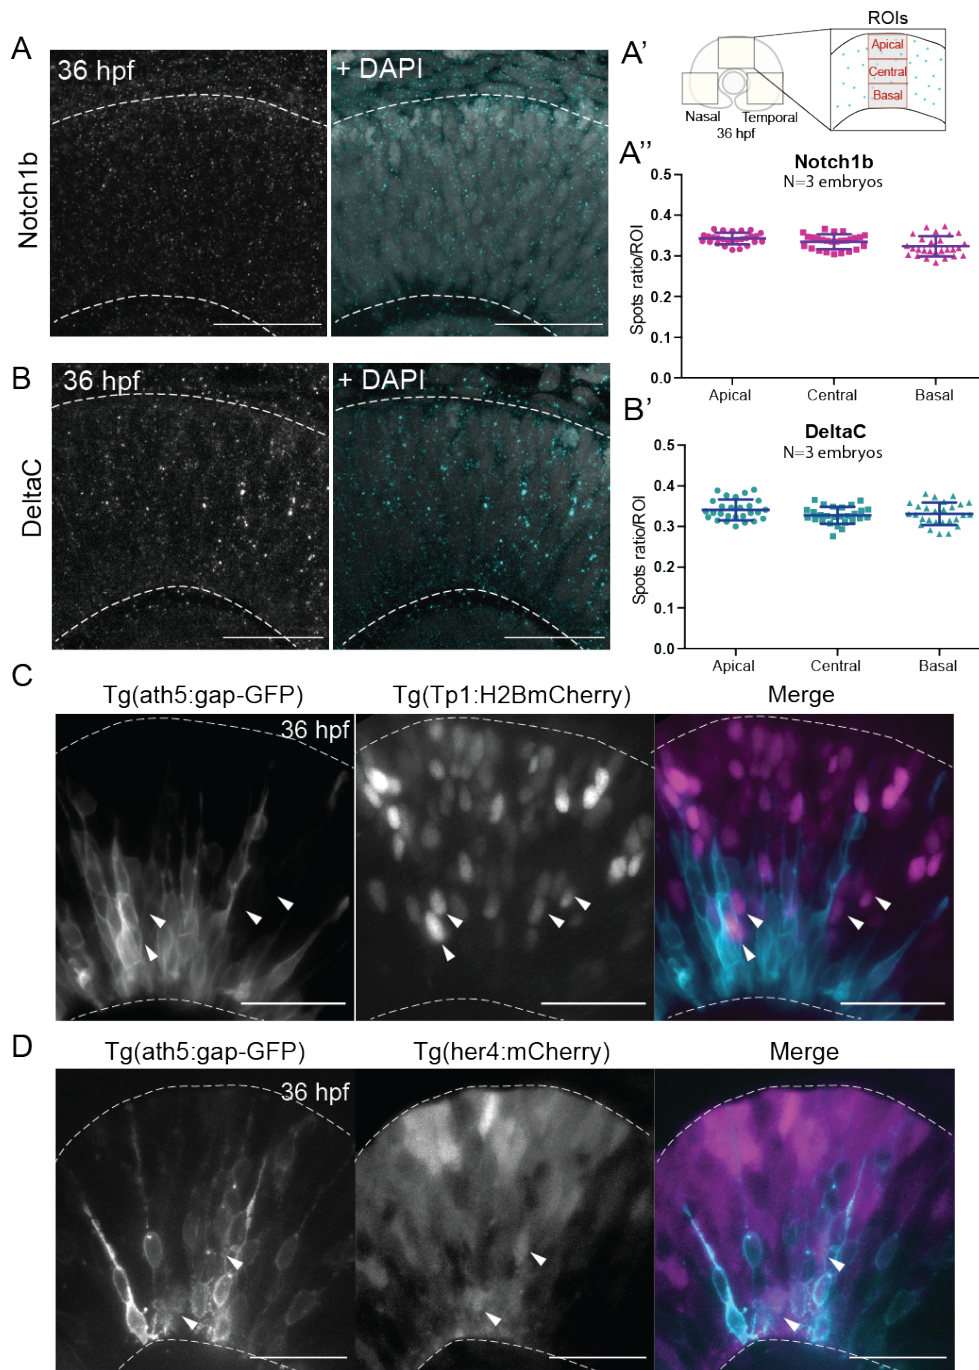 A
36 hpf
+ DAPI
Notch1b
A'
ROIs
Apical
Central
Basal
Nasal
Temporal
36 hpf
A"
Notch1b
N=3 embryos
Spots ratio/ROI
0.5
0.4
0.3
0.2
0.1
0.0
Apical
Central
Basal
B
36 hpf
+ DAPI
DeltaC
B'
DeltaC
N=3 embryos
Spots ratio/ROI
0.5
0.4
0.3
0.2
0.1
0.0
Apical
Central
Basal
C
Tg(ath5:gap-GFP)
Tg(Tp1:H2BmCherry)
Merge
36 hpf
D
Tg(ath5:gap-GFP)
Tg(her4:mCherry)
Merge
36 hpf